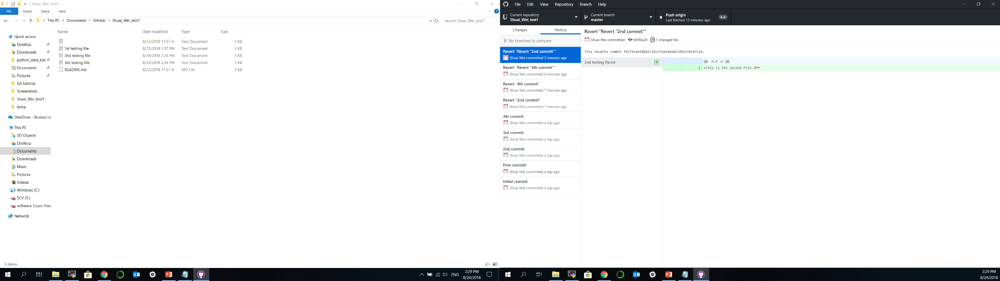 Shuai_Wei_test1
File Home Share View
This PC Documents GitHub Shuai_Wei_test1
Search Shuai_Wei_test1
Name Date modified Type Size
8/23/2018 11:57 A Text Document 1 KB
1st testing file 8/23/2018 1:37 PM Text Document 1 KB
2nd testing file 8/24/2018 2:26 PM Text Document 1 KB
3rd testing file 8/24/2018 2:24 PM Text Document 1 KB
README.md 8/23/2018 11:57 A MD File 1 KB
Quick access
Desktop
Downloads
python_data_tut
Documents
Pictures
Git tutorial
Screenshots
Shuai_Wei_test1
temp
OneDrive - Boston Ur
This PC
3D Objects
Desktop
Documents
Downloads
Music
Pictures
Videos
Windows (C:)
SCV (S:)
software (\\scv-files
Network
5 items
ENG
2:29 PM
8/24/2018
File Edit View Repository Branch Help
Current repository
Shuai_Wei_test1
Current branch
master
Push origin
Last fetched 13 minutes ago
4
Changes History
No branches to compare
Revert "Revert "2nd commit""
Shuai Wei committed 3 minutes ago
Revert "Revert "4th commit""
Shuai Wei committed 4 minutes ago
Revert "4th commit"
Shuai Wei committed 7 minutes ago
Revert "2nd commit"
Shuai Wei committed 7 minutes ago
4th commit
Shuai Wei committed a day ago
3rd commit
Shuai Wei committed a day ago
2nd commit
Shuai Wei committed a day ago
First commit!
Shuai Wei committed a day ago
Initial commit
Shuai Wei committed a day ago
Revert "Revert "2nd commit""
Shuai Wei committed b095e29 1 changed file
This reverts commit f91f4ca448b8173dccf4a34e9a47d6b338c07c19.
2nd testing file.txt
@@ -0,0 +1 @@
1 +This is the second file.
2:29 PM
8/24/2018